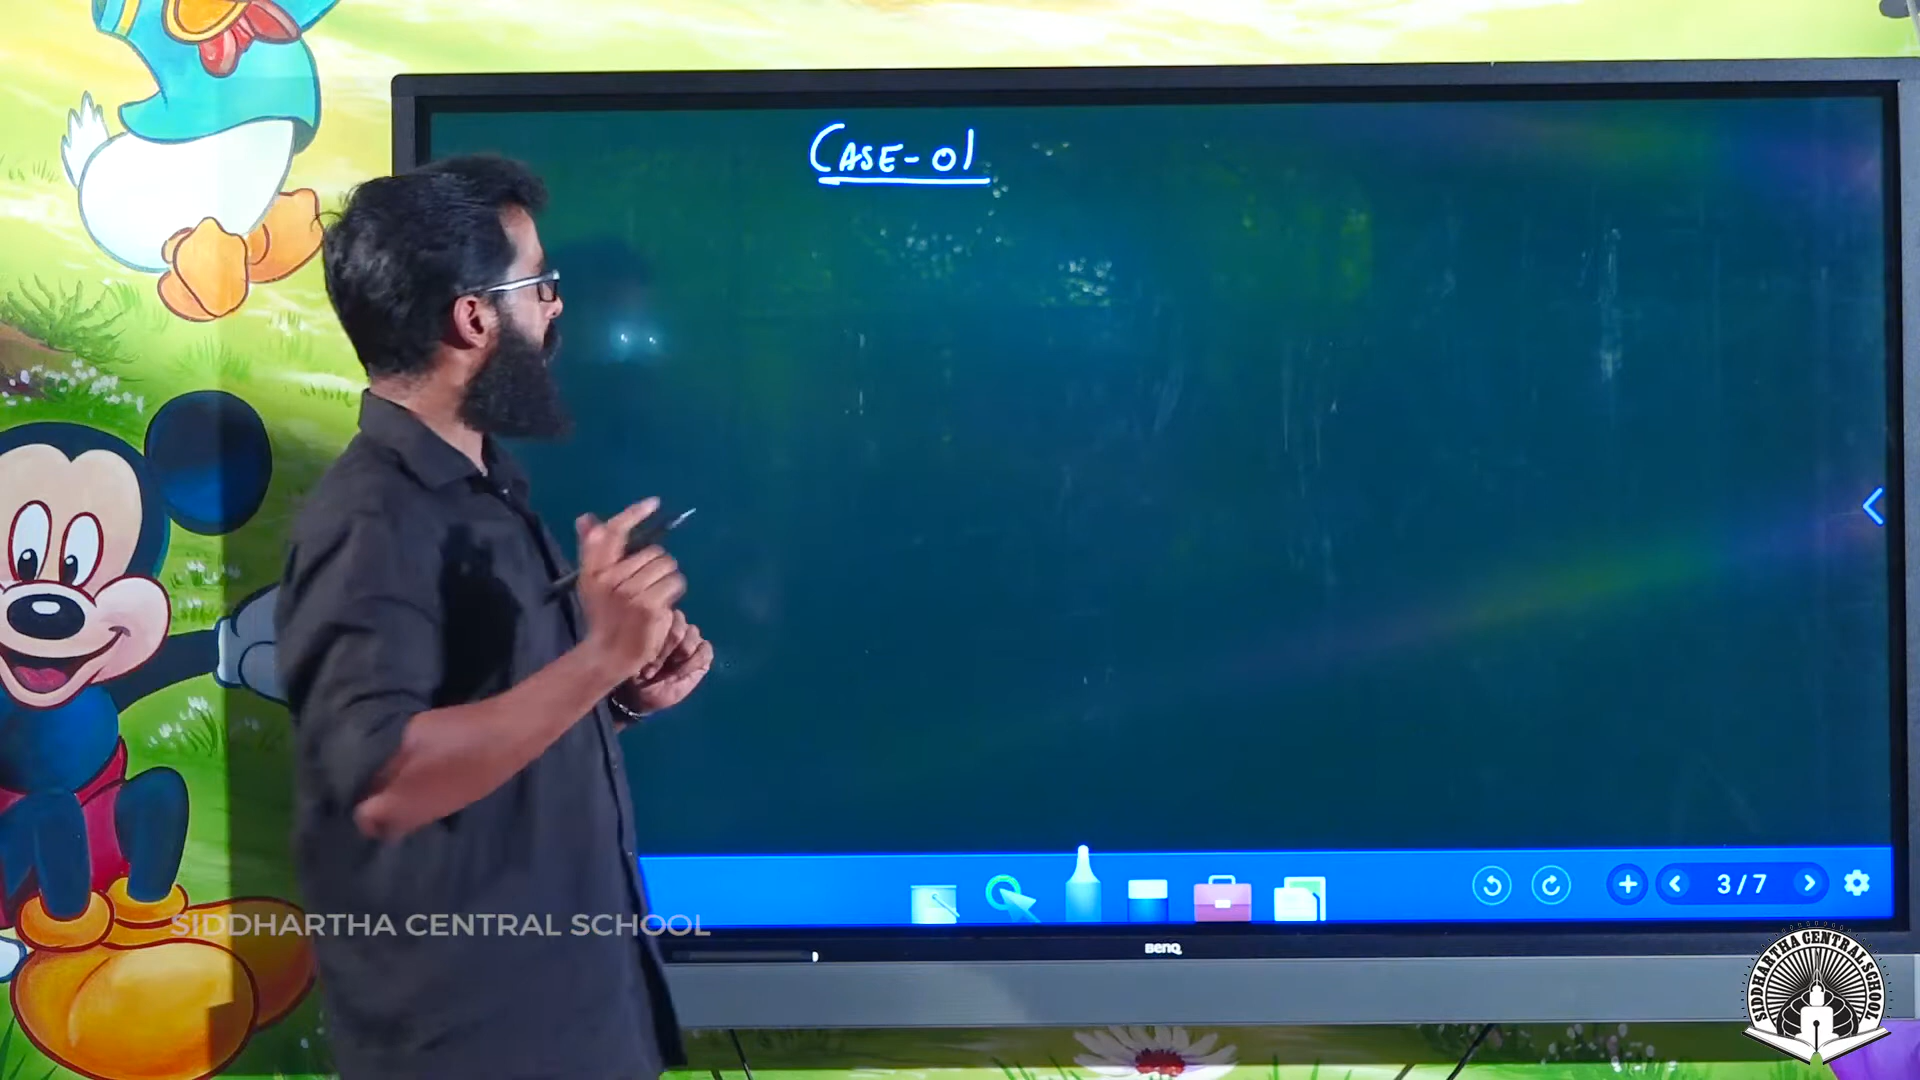 CASE-01
3/7
SIDDHARTHA CENTRAL SCHOOL
BenQ
SIDDHARTHA CENTRAL SCHOOL